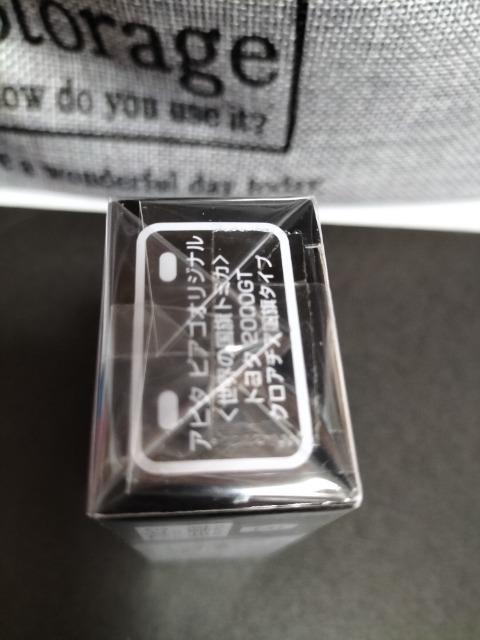 Storage
ow do you use it?
e a wonderful day today
アピタ ピアゴオリジナル
〈世界の国旗トミカ〉
トヨタ 2000GT
クロアチア国旗タイプ